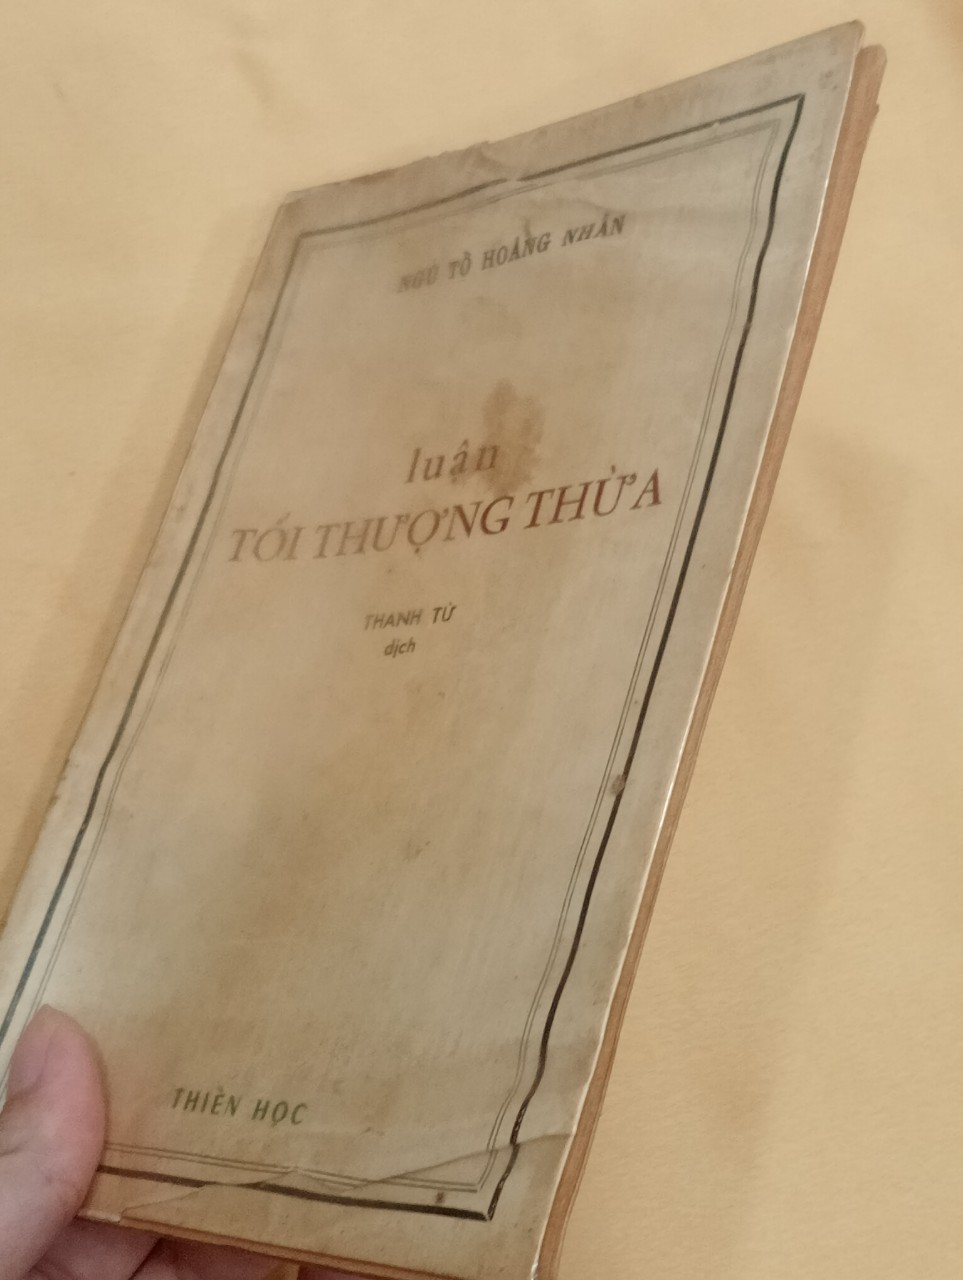 NGŨ TỔ HOẰNG NHẪN
luận
TỐI THƯỢNG THỪA
THANH TỪ
dịch
THIỀN HỌC